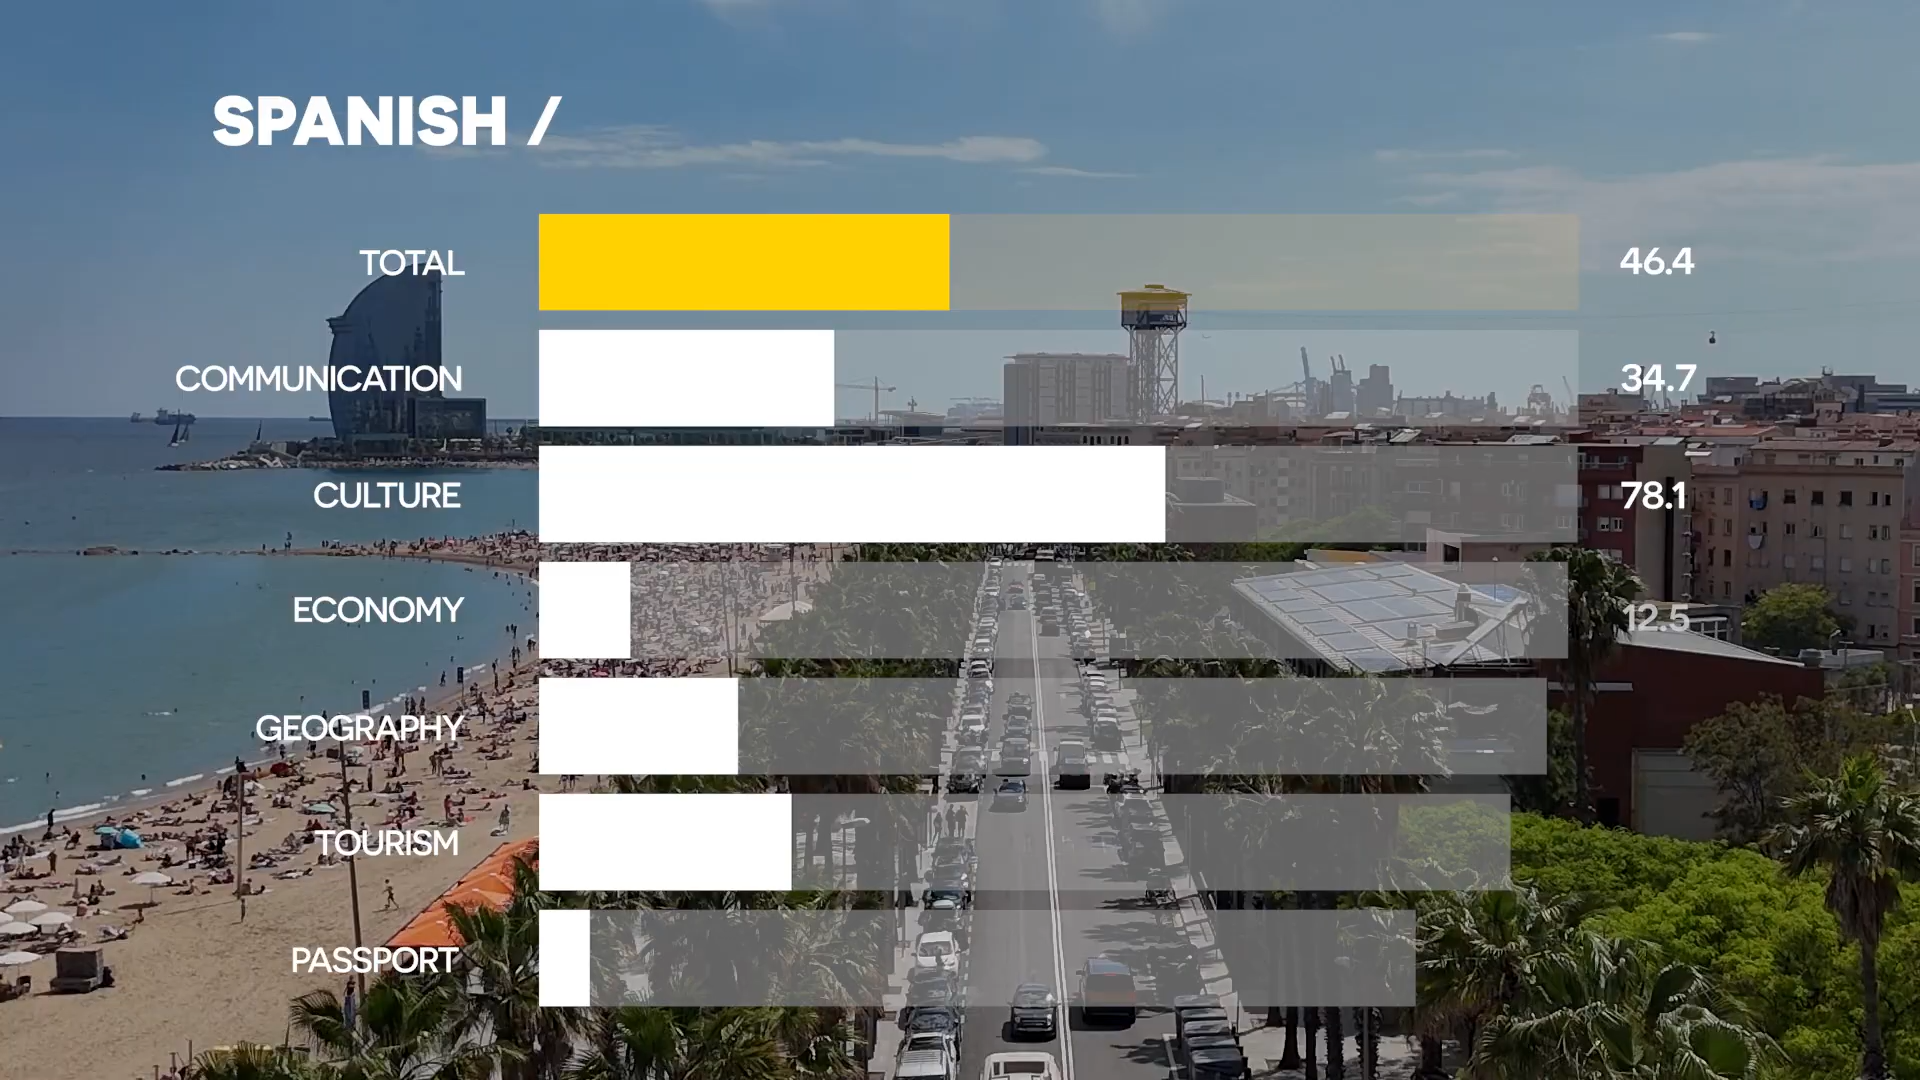 SPANISH /
TOTAL 46.4
COMMUNICATION 34.7
CULTURE 78.1
ECONOMY 12.5
GEOGRAPHY
TOURISM
PASSPORT